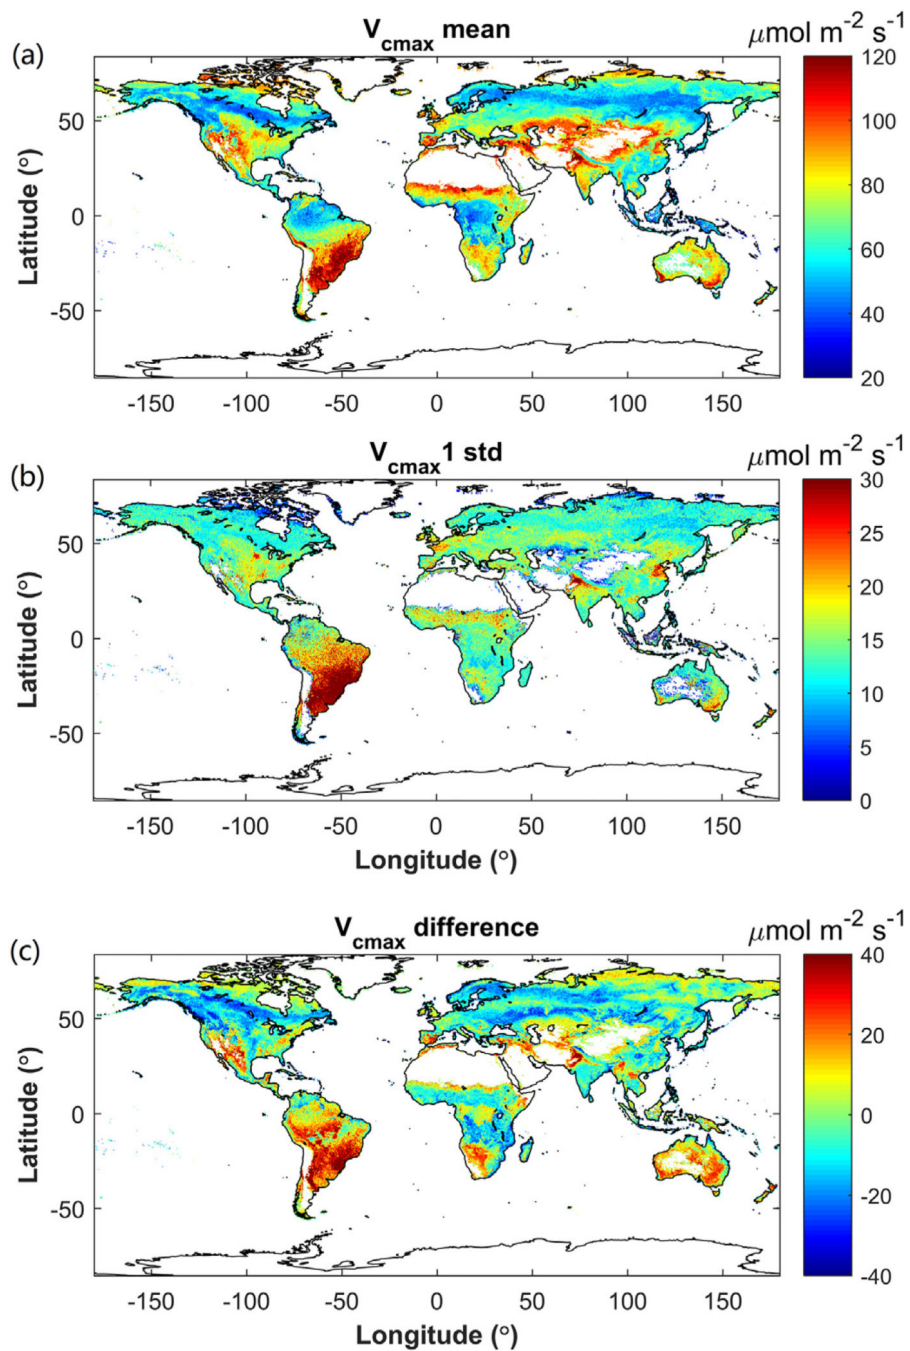 (a)
V_cmax mean
μmol m^-2 s^-1
Latitude (°)
50
0
-50
-150 -100 -50 0 50 100 150
120
100
80
60
40
20
(b)
V_cmax 1 std
μmol m^-2 s^-1
Latitude (°)
50
0
-50
-150 -100 -50 0 50 100 150
Longitude (°)
30
25
20
15
10
5
0
(c)
V_cmax difference
μmol m^-2 s^-1
Latitude (°)
50
0
-50
-150 -100 -50 0 50 100 150
Longitude (°)
40
20
0
-20
-40